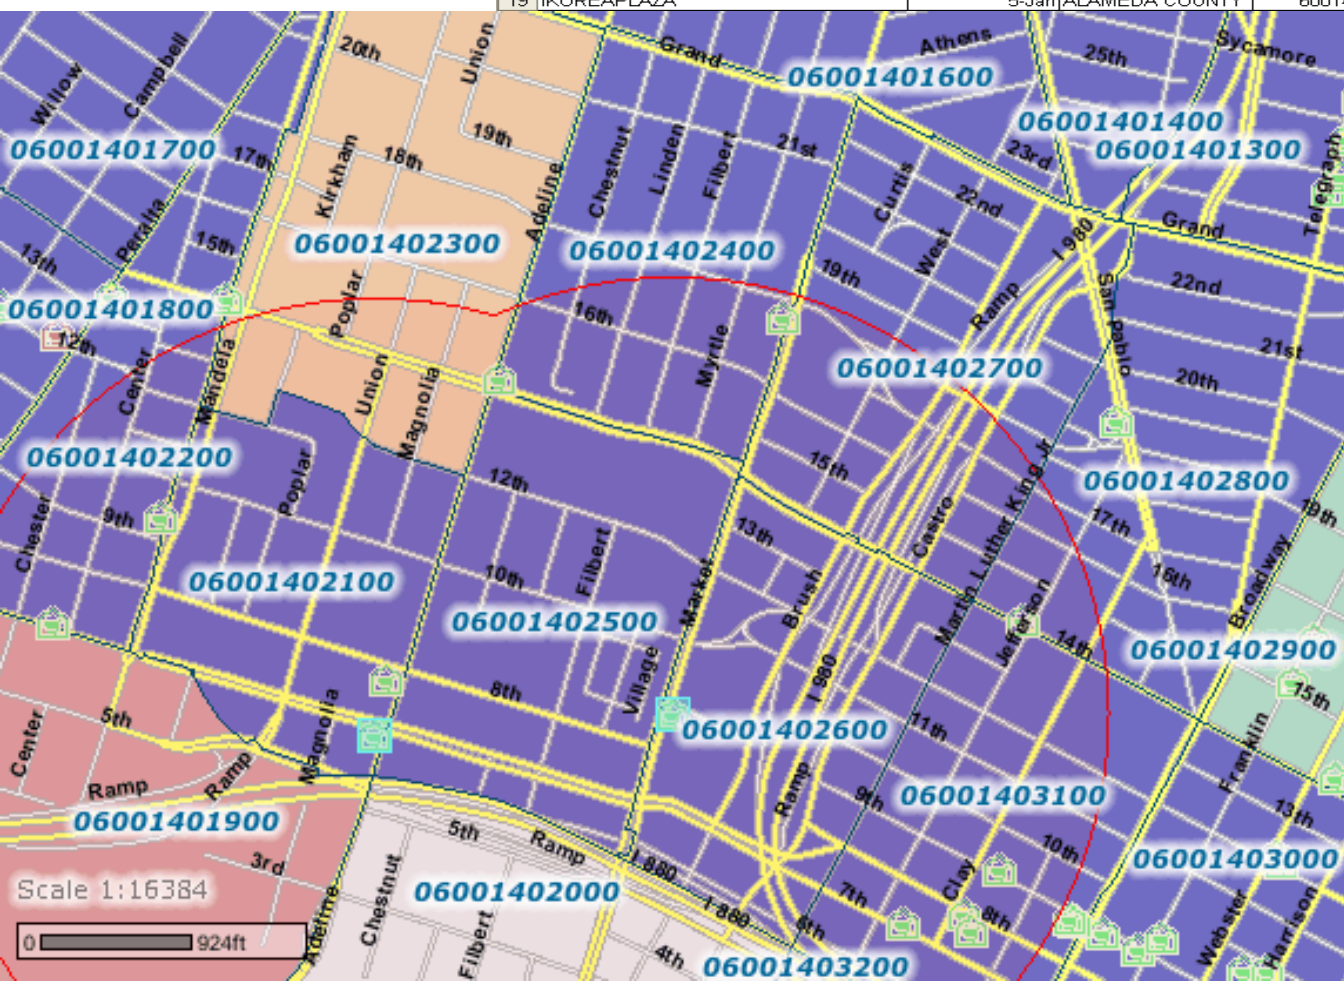 19 IKOREAPLAZA 5-Jan ALAMEDA COUNTY
Grand
Athens
25th
Sycamore
20th
Union
Campbell
Willow
06001401600
06001401400
06001401300
23rd
06001401700
17th
Kirkham
18th
19th
Adeline
Chestnut
Linden
Filbert
21st
Curtis
22nd
West
I 980
Grand
Telegraph
Peralta
15th
13th
06001402300
06001402400
19th
Ramp
San Pablo
22nd
06001401800
12th
Poplar
16th
Myrtle
21st
Center
Mandela
Union
Magnolia
06001402700
20th
06001402200
Poplar
12th
15th
Martin Luther King Jr
06001402800
Chester
9th
13th
Castro
17th
19th
06001402100
10th
Filbert
Market
Brush
16th
Broadway
06001402500
Jefferson
14th
06001402900
8th
Village
I 980
15th
Center
5th
Magnolia
06001402600
11th
Franklin
Ramp
Ramp
Ramp
9th
06001403100
13th
06001401900
5th
Ramp
I 880
10th
06001403000
3rd
Scale 1:16384
Chestnut
06001402000
I 880
7th
Clay
8th
Webster
Harrison
0 924ft
Adeline
Filbert
4th
6th
06001403200